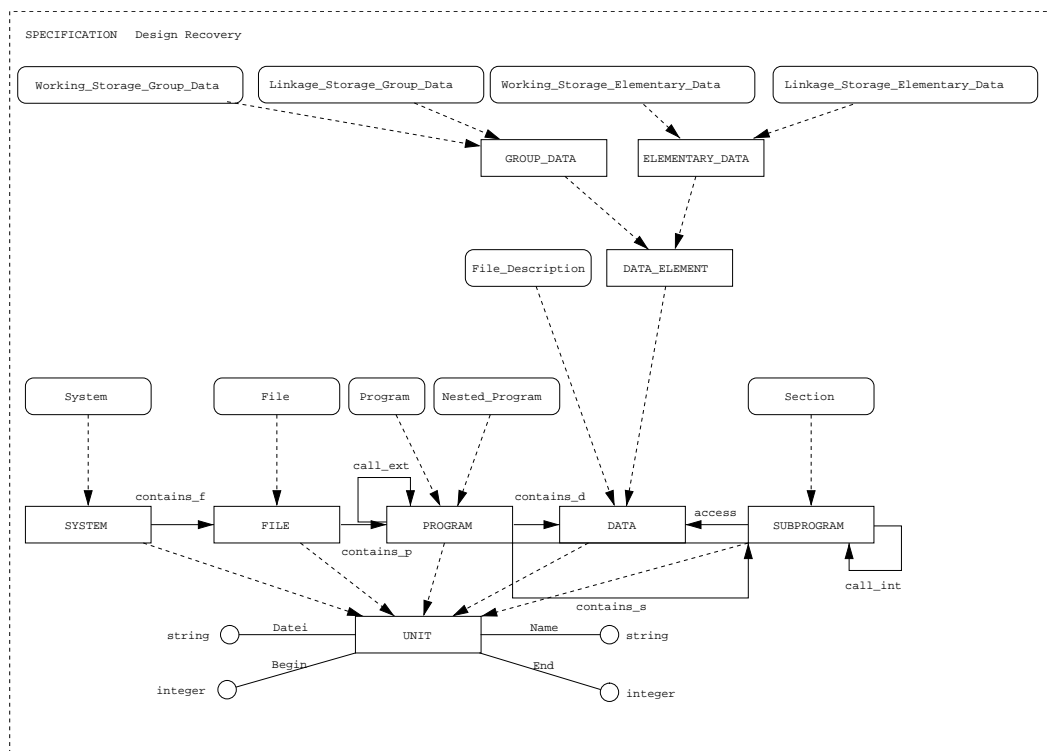 SPECIFICATION Design Recovery
Working_Storage_Group_Data
Linkage_Storage_Group_Data
Working_Storage_Elementary_Data
Linkage_Storage_Elementary_Data
GROUP_DATA
ELEMENTARY_DATA
File_Description
DATA_ELEMENT
System
File
Program
Nested_Program
Section
call_ext
contains_f
contains_d
access
SYSTEM
FILE
PROGRAM
DATA
SUBPROGRAM
contains_p
call_int
contains_s
string
Datei
UNIT
Name
string
Begin
End
integer
integer